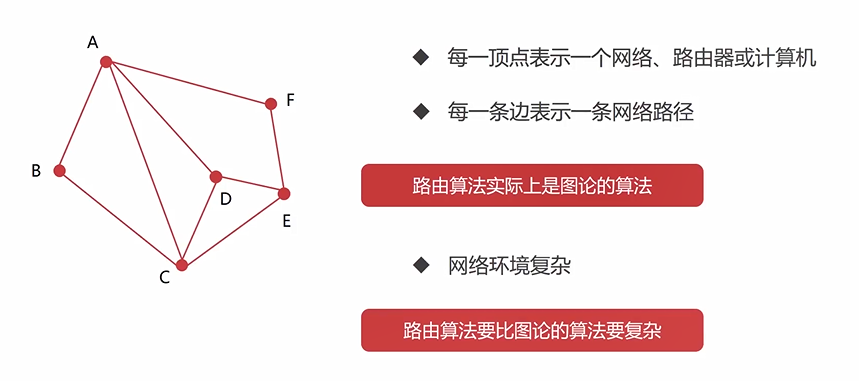 A
F
B
D
E
C
每一顶点表示一个网络、路由器或计算机
每一条边表示一条网络路径
路由算法实际上是图论的算法
网络环境复杂
路由算法要比图论的算法要复杂